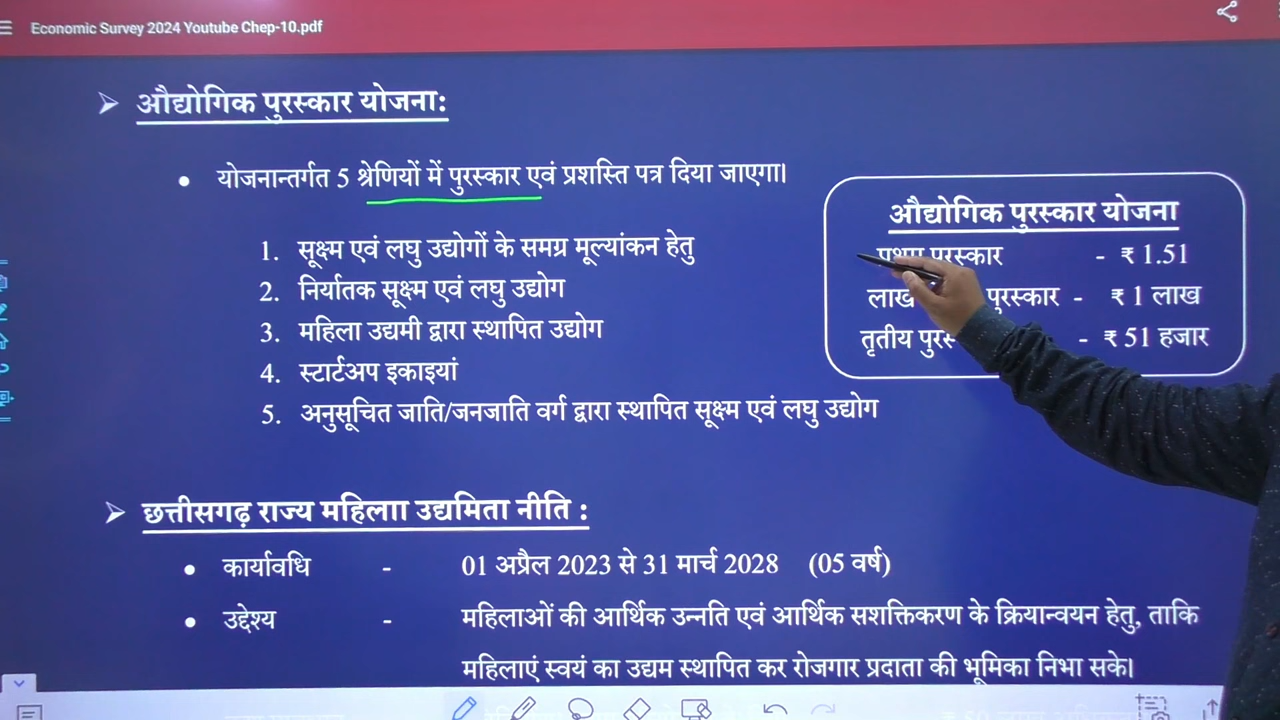 Economic Survey 2024 Youtube Chep-10.pdf
औद्योगिक पुरस्कार योजना:
योजनान्तर्गत 5 श्रेणियों में पुरस्कार एवं प्रशस्ति पत्र दिया जाएगा।
1. सूक्ष्म एवं लघु उद्योगों के समग्र मूल्यांकन हेतु
2. निर्यातक सूक्ष्म एवं लघु उद्योग
3. महिला उद्यमी द्वारा स्थापित उद्योग
4. स्टार्टअप इकाइयां
5. अनुसूचित जाति/जनजाति वर्ग द्वारा स्थापित सूक्ष्म एवं लघु उद्योग
औद्योगिक पुरस्कार योजना
प्रथम पुरस्कार - ₹ 1.51
लाख पुरस्कार - ₹ 1 लाख
तृतीय - ₹ 51 हजार
छत्तीसगढ़ राज्य महिलाा उद्यमिता नीति :
कार्यावधि - 01 अप्रैल 2023 से 31 मार्च 2028 (05 वर्ष)
उद्देश्य - महिलाओं की आर्थिक उन्नति एवं आर्थिक सशक्तिकरण के क्रियान्वयन हेतु, ताकि
महिलाएं स्वयं का उद्यम स्थापित कर रोजगार प्रदाता की भूमिका निभा सके।